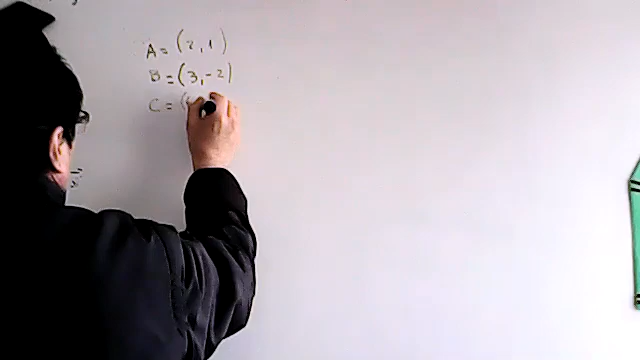 A = (2, 1)
B = (3, -2)
C = (